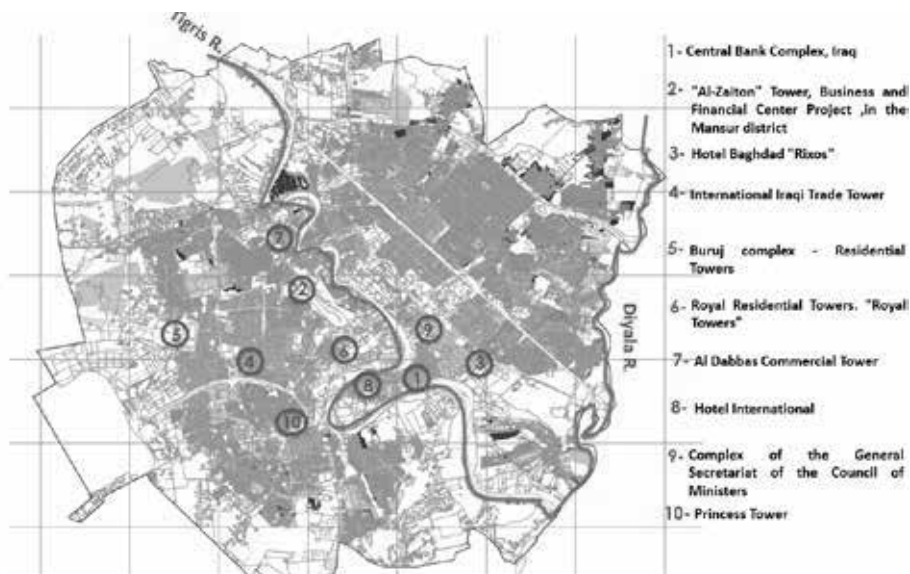 Tigris R.
1- Central Bank Complex, Iraq
2- "Al-Zaiton" Tower, Business and
Financial Center Project ,in the
Mansur district
3- Hotel Baghdad "Rixos"
4- International Iraqi Trade Tower
5- Buruj complex – Residential
Towers
6- Royal Residential Towers. "Royal
Towers"
7- Al Dabbas Commercial Tower
8- Hotel International
9- Complex of the General
Secretariat of the Council of
Ministers
10- Princess Tower
Diyala R.
7
2
9
5
6
4
3
8
1
10